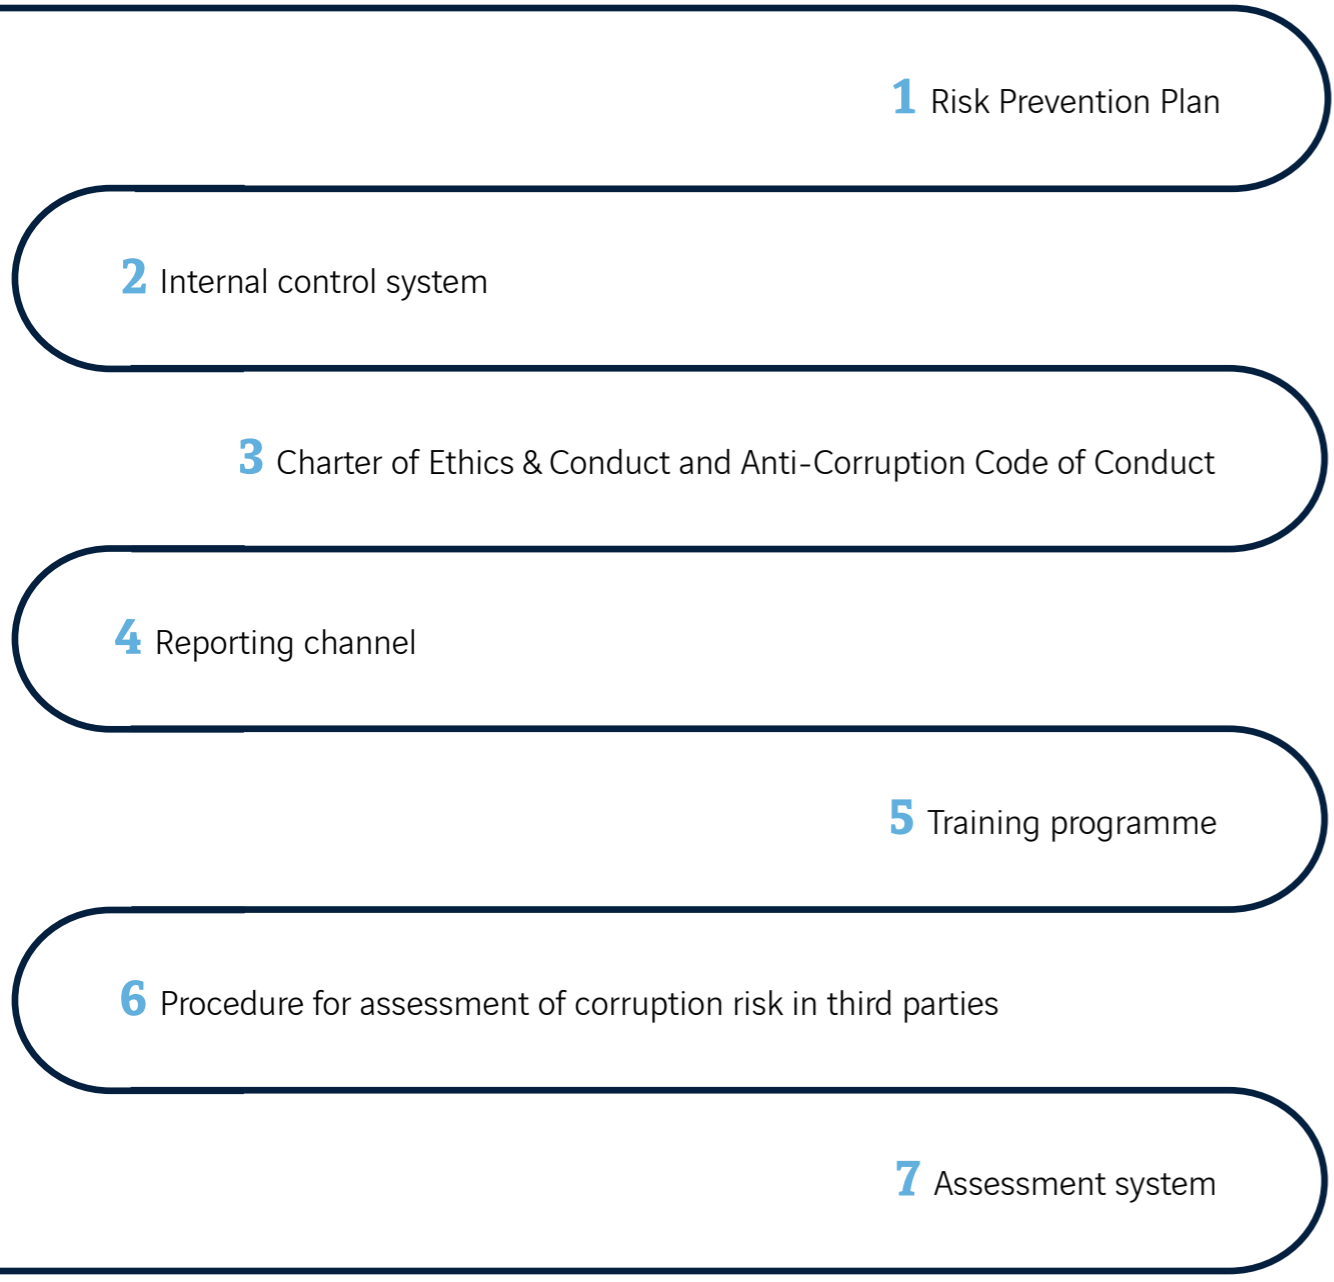 1 Risk Prevention Plan
2 Internal control system
3 Charter of Ethics & Conduct and Anti-Corruption Code of Conduct
4 Reporting channel
5 Training programme
6 Procedure for assessment of corruption risk in third parties
7 Assessment system